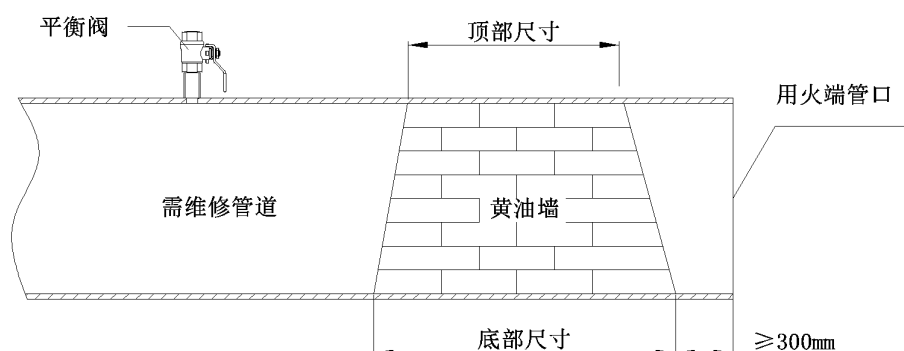 平衡阀
顶部尺寸
用火端管口
需维修管道
黄油墙
底部尺寸
≥300mm